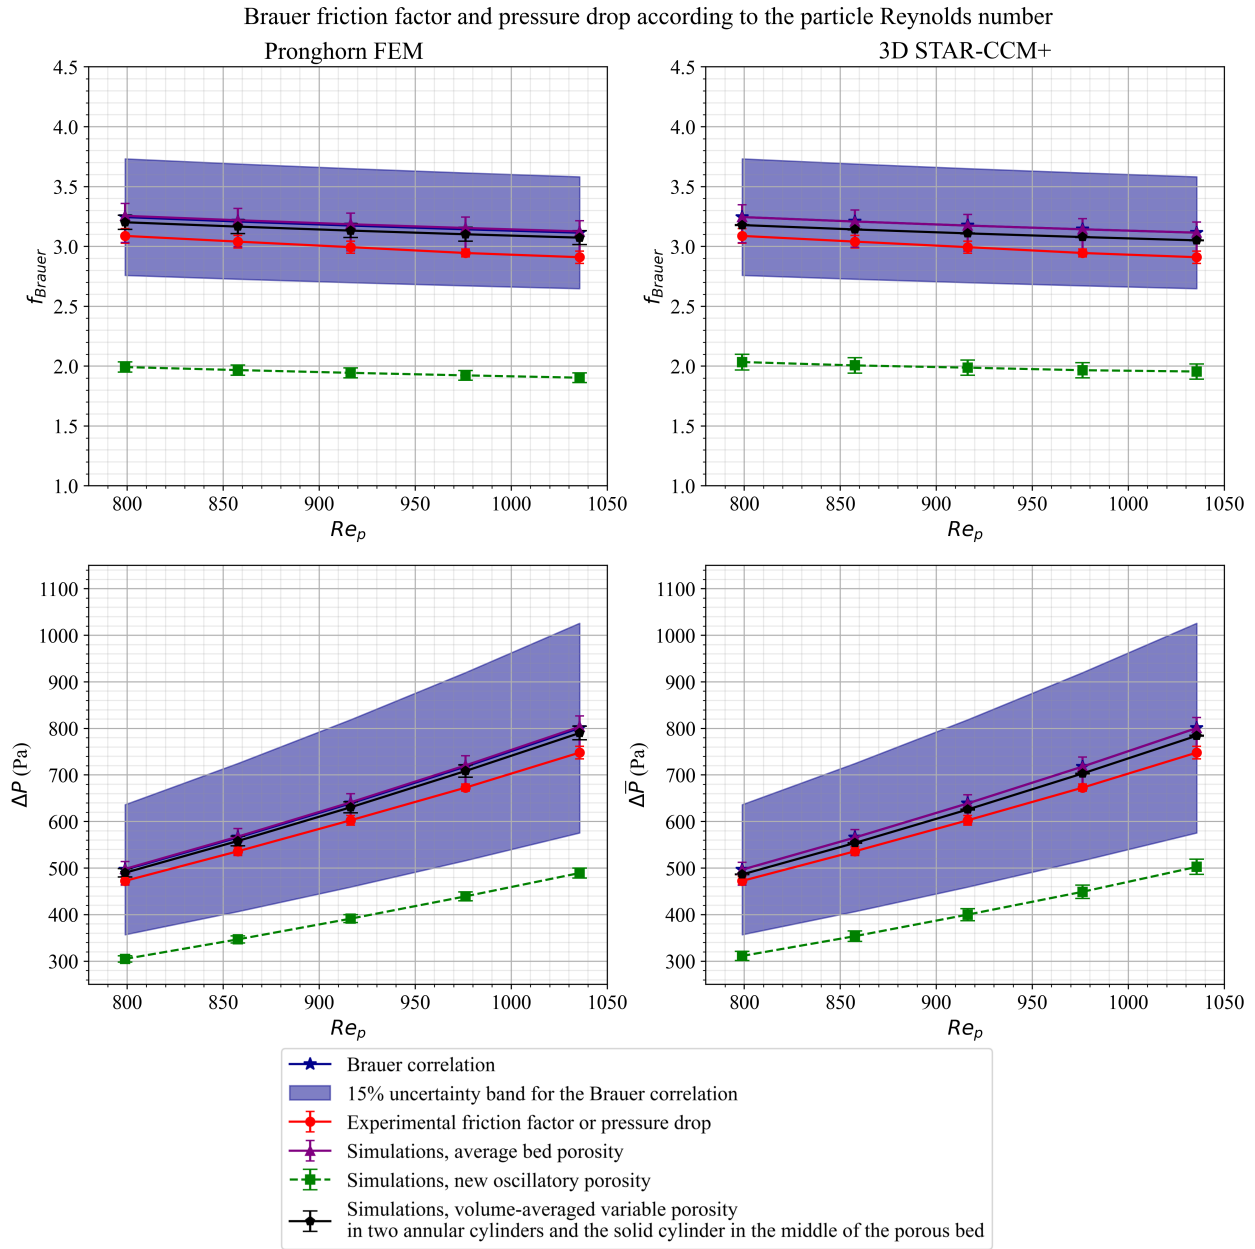 Brauer friction factor and pressure drop according to the particle Reynolds number
Pronghorn FEM
4.5
4.0
3.5
3.0
2.5
2.0
1.5
1.0
f_Brauer
800 850 900 950 1000 1050
Re_p
3D STAR-CCM+
4.5
4.0
3.5
3.0
2.5
2.0
1.5
1.0
f_Brauer
800 850 900 950 1000 1050
Re_p
1100
1000
900
800
700
600
500
400
300
ΔP (Pa)
800 850 900 950 1000 1050
Re_p
1100
1000
900
800
700
600
500
400
300
ΔP̅ (Pa)
800 850 900 950 1000 1050
Re_p
Brauer correlation
15% uncertainty band for the Brauer correlation
Experimental friction factor or pressure drop
Simulations, average bed porosity
Simulations, new oscillatory porosity
Simulations, volume-averaged variable porosity
in two annular cylinders and the solid cylinder in the middle of the porous bed